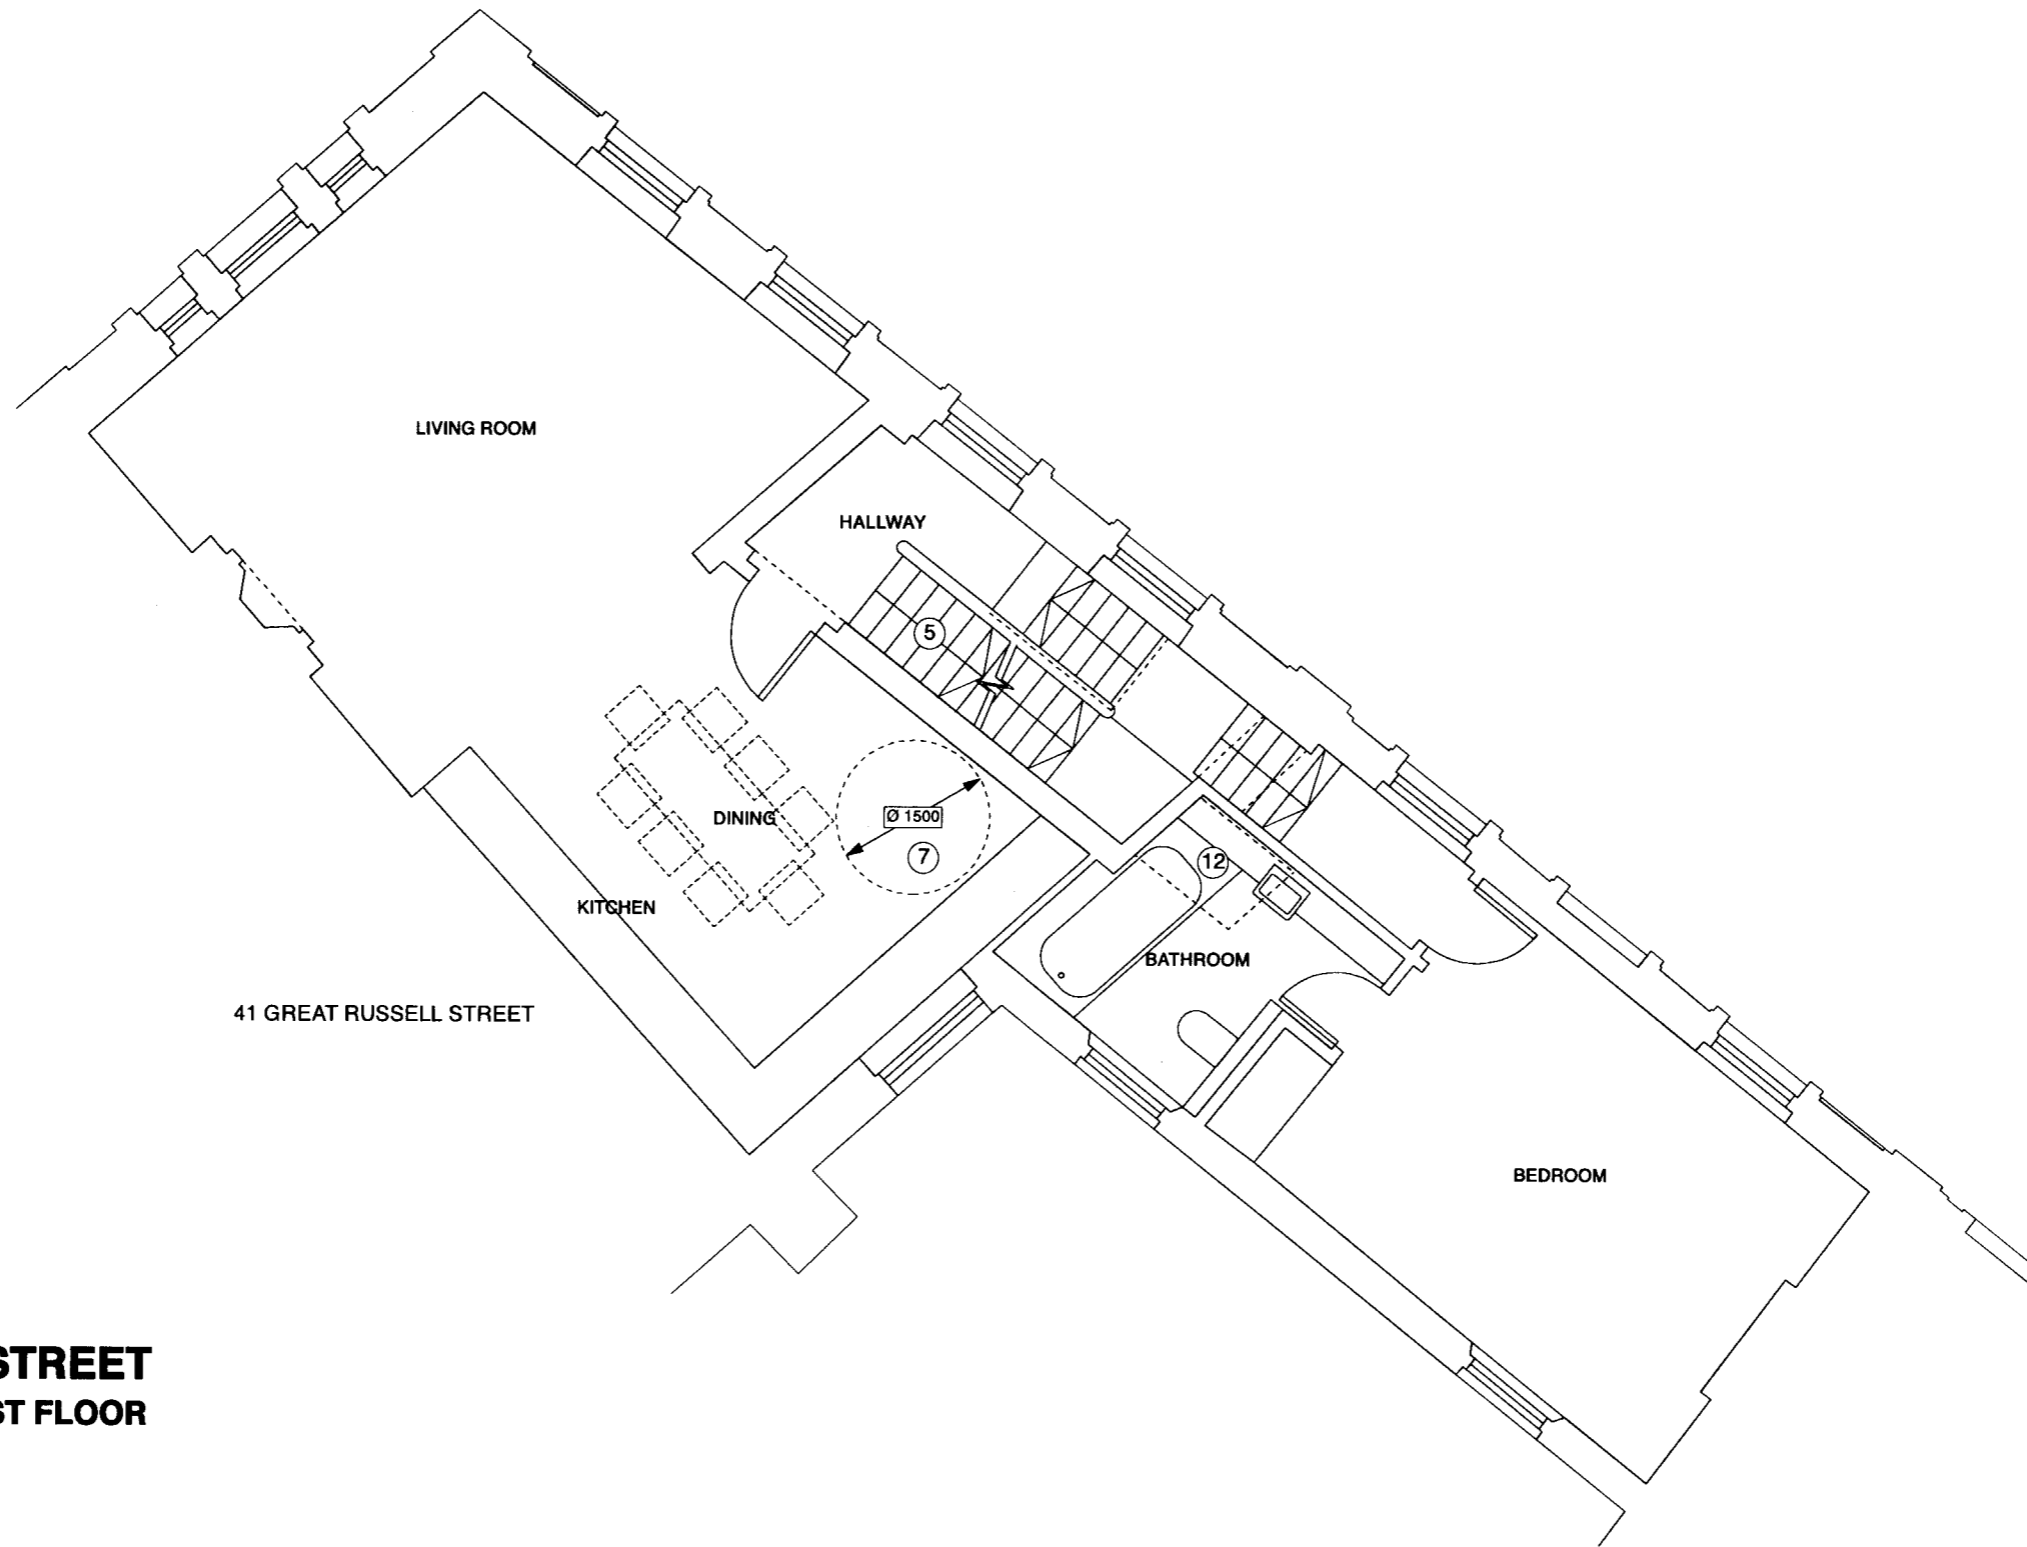 LIVING ROOM
HALLWAY
5
DINING
Ø 1500
7
12
KITCHEN
BATHROOM
41 GREAT RUSSELL STREET
BEDROOM
STREET
ST FLOOR